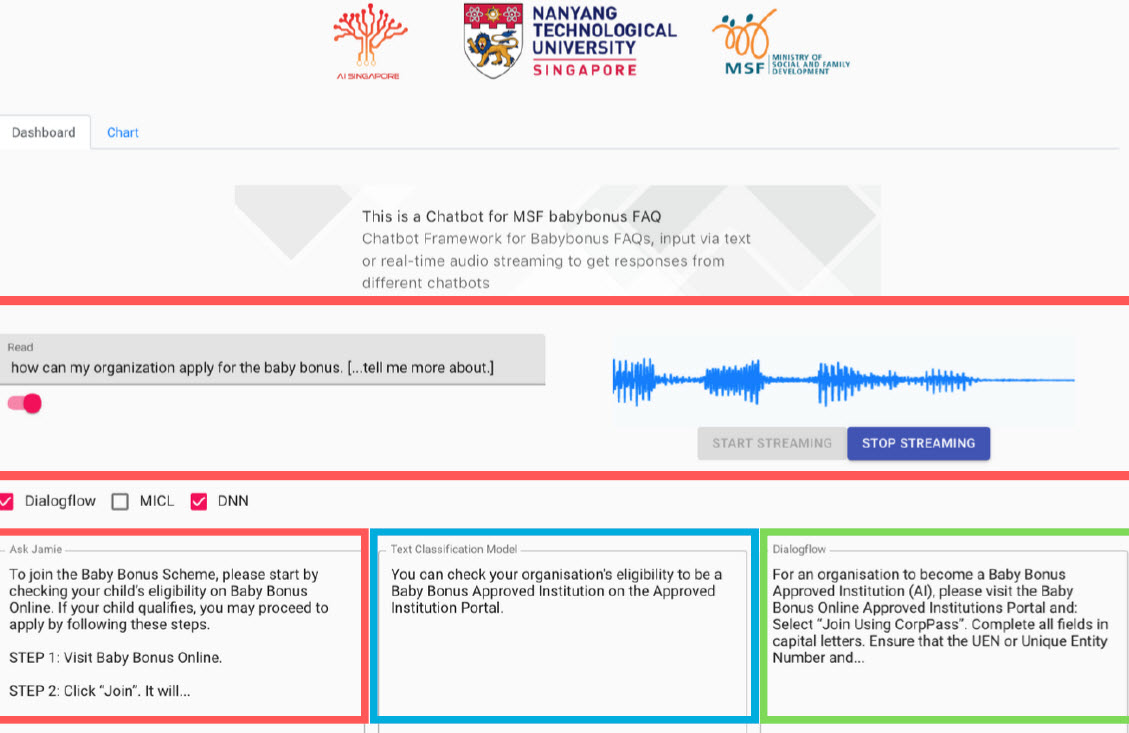 AI SINGAPORE
NANYANG
TECHNOLOGICAL
UNIVERSITY
SINGAPORE
MSF
MINISTRY OF
SOCIAL AND FAMILY
DEVELOPMENT
Dashboard
Chart
This is a Chatbot for MSF babybonus FAQ
Chatbot Framework for Babybonus FAQs, input via text
or real-time audio streaming to get responses from
different chatbots
Read
how can my organization apply for the baby bonus. [...tell me more about.]
START STREAMING
STOP STREAMING
Dialogflow
MICL
DNN
Ask Jamie
To join the Baby Bonus Scheme, please start by
checking your child's eligibility on Baby Bonus
Online. If your child qualifies, you may proceed to
apply by following these steps.
STEP 1: Visit Baby Bonus Online.
STEP 2: Click “Join”. It will...
Text Classification Model
You can check your organisation's eligibility to be a
Baby Bonus Approved Institution on the Approved
Institution Portal.
Dialogflow
For an organisation to become a Baby Bonus
Approved Institution (AI), please visit the Baby
Bonus Online Approved Institutions Portal and:
Select “Join Using CorpPass”. Complete all fields in
capital letters. Ensure that the UEN or Unique Entity
Number and...